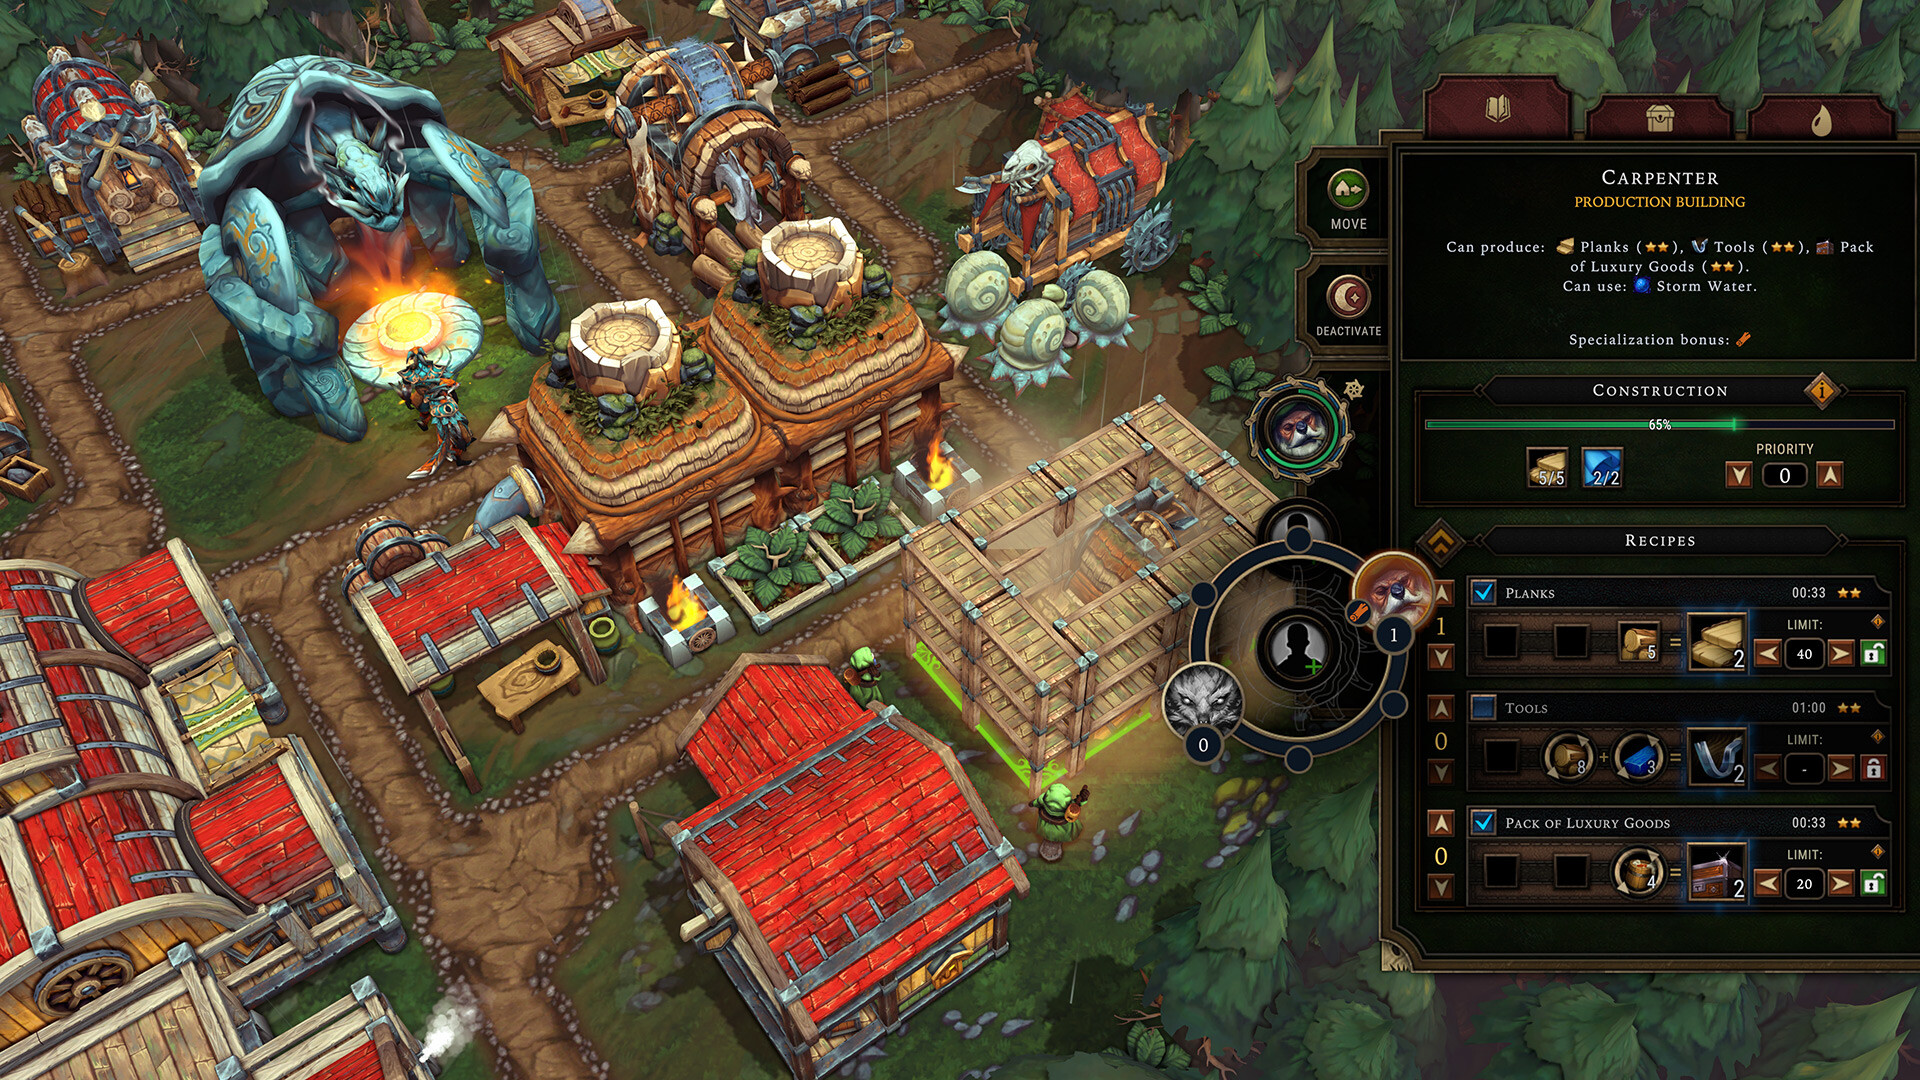 MOVE
DEACTIVATE
CARPENTER
PRODUCTION BUILDING
Can produce: Planks (★★), Tools (★★), Pack
of Luxury Goods (★★).
Can use: Storm Water.
Specialization bonus:
CONSTRUCTION
65%
5/5 2/2
PRIORITY
0
RECIPES
PLANKS 00:33
1
5 = 2
LIMIT:
40
1
0
TOOLS 01:00
0
8 + 3 = 2
LIMIT:
-
PACK OF LUXURY GOODS 00:33
0
4 = 2
LIMIT:
20